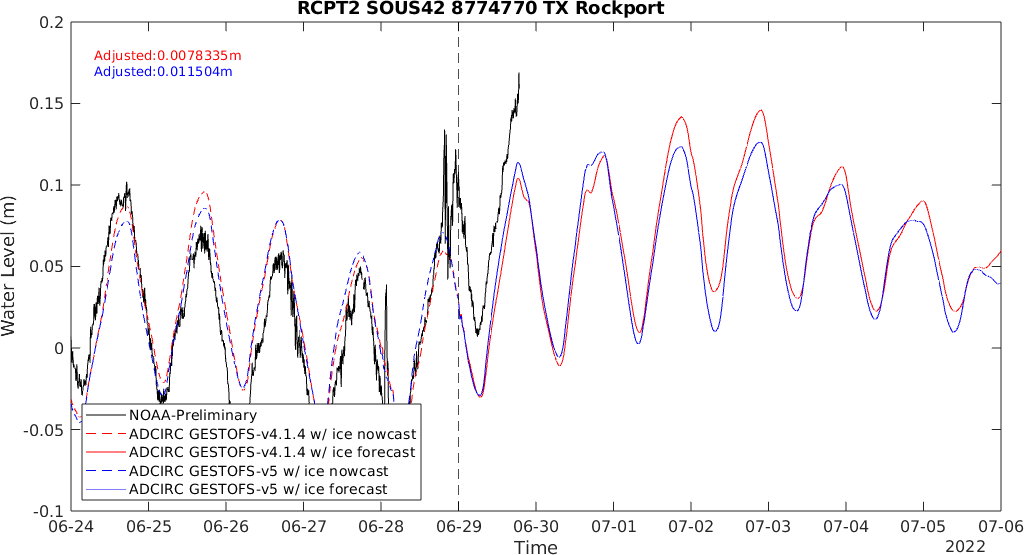 RCPT2 SOUS42 8774770 TX Rockport
0.2
Adjusted:0.0078335m
Adjusted:0.011504m
0.15
0.1
0.05
0
-0.05
-0.1
Water Level (m)
NOAA-Preliminary
ADCIRC GESTOFS-v4.1.4 w/ ice nowcast
ADCIRC GESTOFS-v4.1.4 w/ ice forecast
ADCIRC GESTOFS-v5 w/ ice nowcast
ADCIRC GESTOFS-v5 w/ ice forecast
06-24 06-25 06-26 06-27 06-28 06-29 06-30 07-01 07-02 07-03 07-04 07-05 07-06
Time
2022